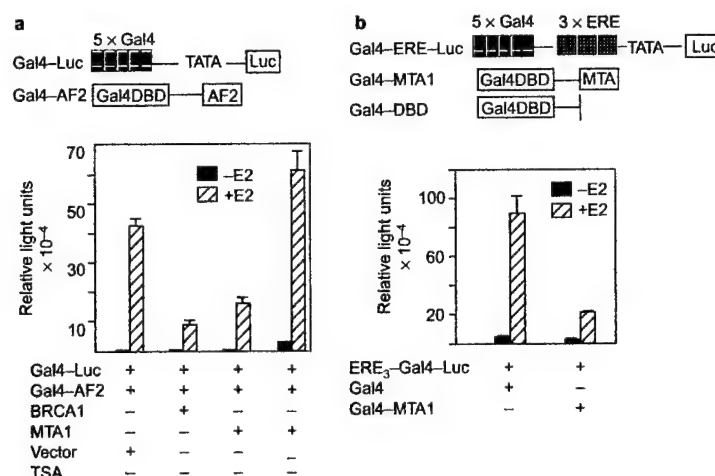 a
5 × Gal4
Gal4–Luc
TATA
Luc
Gal4–AF2
Gal4DBD
AF2
70
50
30
10
Relative light units
× 10–4
–E2
+E2
Gal4–Luc + + + +
Gal4–AF2 + + + +
BRCA1 – + – –
MTA1 – – + +
Vector + – – –
TSA – – – –
b
5 × Gal4
3 × ERE
Gal4–ERE–Luc
TATA
Luc
Gal4–MTA1
Gal4DBD
MTA
Gal4–DBD
Gal4DBD
100
60
20
Relative light units
× 10–4
–E2
+E2
ERE3–Gal4–Luc + +
Gal4 + –
Gal4–MTA1 – +